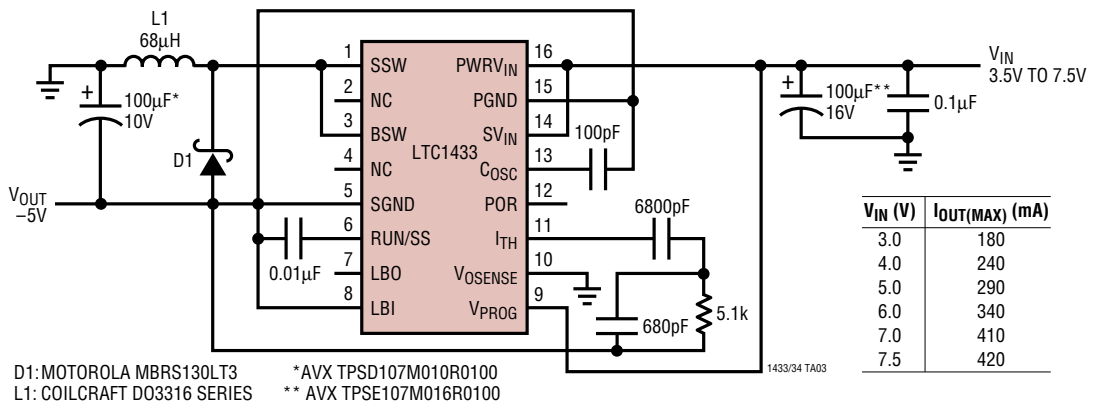 L1
68µH
100µF*
10V
+
D1
VOUT
–5V
0.01µF
1
2
3
4
5
6
7
8
SSW
NC
BSW
NC
SGND
RUN/SS
LBO
LBI
LTC1433
PWRVIN
PGND
SVIN
COSC
POR
ITH
VOSENSE
VPROG
16
15
14
13
12
11
10
9
100pF
6800pF
680pF
5.1k
+
100µF**
16V
0.1µF
VIN
3.5V TO 7.5V
VIN (V) IOUT(MAX) (mA)
3.0 180
4.0 240
5.0 290
6.0 340
7.0 410
7.5 420
1433/34 TA03
D1: MOTOROLA MBRS130LT3 *AVX TPSD107M010R0100
L1: COILCRAFT DO3316 SERIES ** AVX TPSE107M016R0100